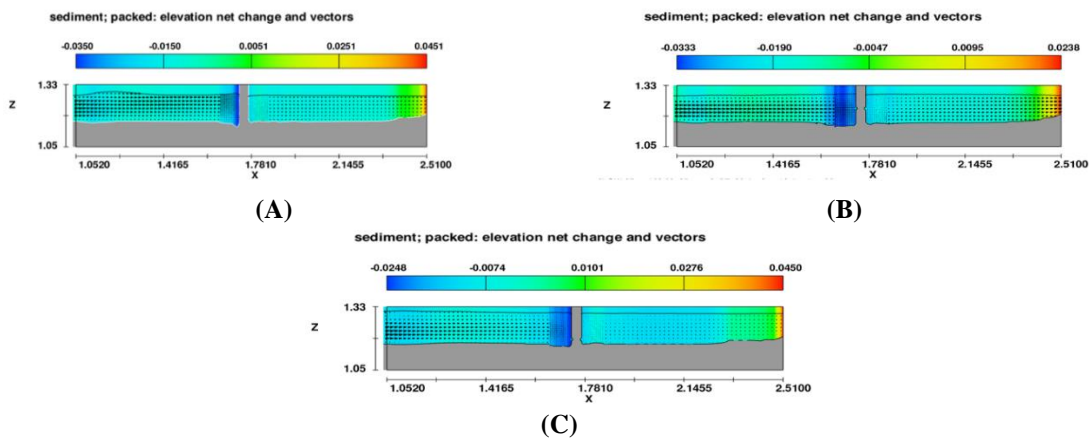 sediment; packed: elevation net change and vectors
-0.0350 -0.0150 0.0051 0.0251 0.0451
1.33
Z
1.05
1.0520 1.4165 1.7810 2.1455 2.5100
X
(A)
sediment; packed: elevation net change and vectors
-0.0333 -0.0190 -0.0047 0.0095 0.0238
1.33
Z
1.05
1.0520 1.4165 1.7810 2.1455 2.5100
X
(B)
sediment; packed: elevation net change and vectors
-0.0248 -0.0074 0.0101 0.0276 0.0450
1.33
Z
1.05
1.0520 1.4165 1.7810 2.1455 2.5100
X
(C)